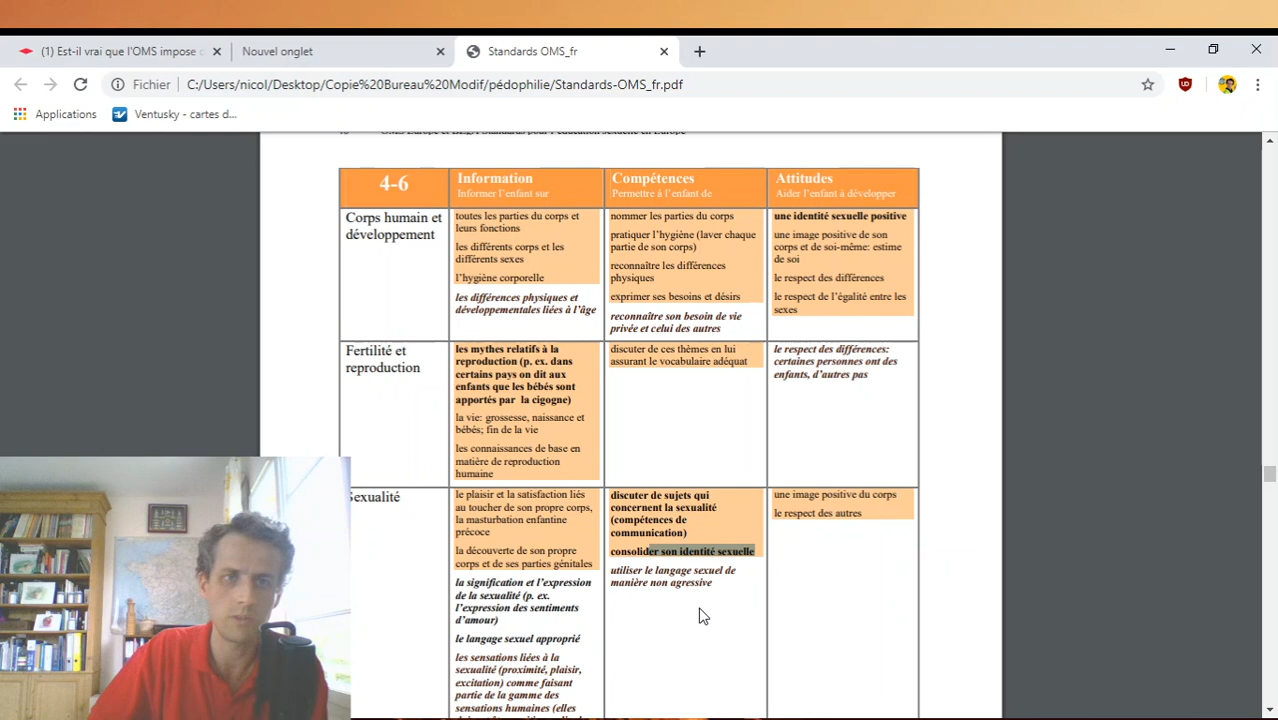 (1) Est-il vrai que l'OMS impose
Nouvel onglet
Standards OMS_fr
Fichier
C:/Users/nicol/Desktop/Copie%20Bureau%20Modif/pédophilie/Standards-OMS_fr.pdf
Applications
Ventusky - cartes d...
OMS Europe et BZgA Standards pour l'éducation sexuelle en Europe
4-6
Information
Informer l'enfant sur
Compétences
Permettre à l'enfant de
Attitudes
Aider l'enfant à développer
Corps humain et
développement
toutes les parties du corps et
leurs fonctions
les différents corps et les
différents sexes
l'hygiène corporelle
les différences physiques et
développementales liées à l'âge
nommer les parties du corps
pratiquer l'hygiène (laver chaque
partie de son corps)
reconnaître les différences
physiques
exprimer ses besoins et désirs
reconnaître son besoin de vie
privée et celui des autres
une identité sexuelle positive
une image positive de son
corps et de soi-même: estime
de soi
le respect des différences
le respect de l'égalité entre les
sexes
Fertilité et
reproduction
les mythes relatifs à la
reproduction (p. ex. dans
certains pays on dit aux
enfants que les bébés sont
apportés par la cigogne)
la vie: grossesse, naissance et
bébés; fin de la vie
les connaissances de base en
matière de reproduction
humaine
discuter de ces thèmes en lui
assurant le vocabulaire adéquat
le respect des différences:
certaines personnes ont des
enfants, d'autres pas
Sexualité
le plaisir et la satisfaction liés
au toucher de son propre corps,
la masturbation enfantine
précoce
la découverte de son propre
corps et de ses parties génitales
la signification et l'expression
de la sexualité (p. ex.
l'expression des sentiments
d'amour)
le langage sexuel approprié
les sensations liées à la
sexualité (proximité, plaisir,
excitation) comme faisant
partie de la gamme des
sensations humaines (elles
discuter de sujets qui
concernent la sexualité
(compétences de
communication)
consolider son identité sexuelle
utiliser le langage sexuel de
manière non agressive
une image positive du corps
le respect des autres